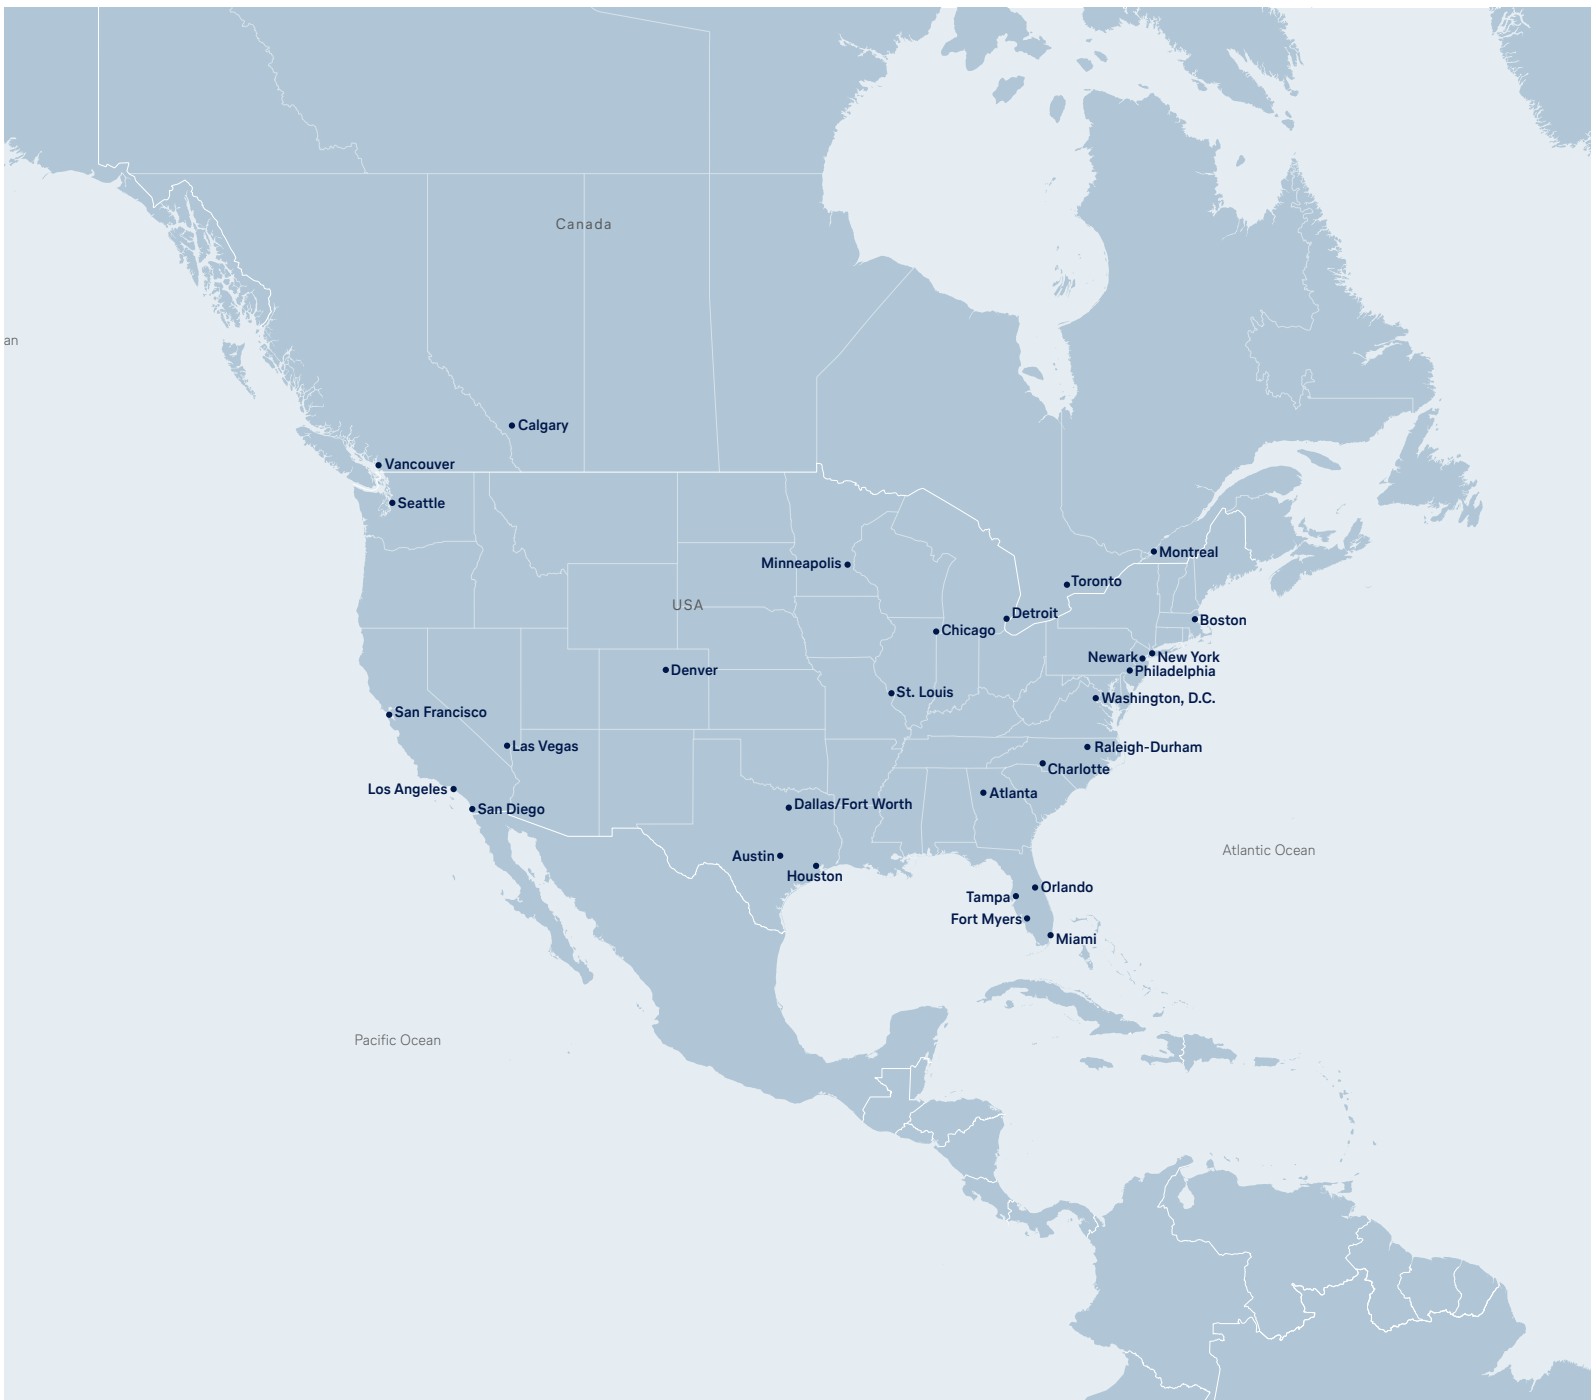 Canada
an
Calgary
Vancouver
Seattle
Montreal
Minneapolis
Toronto
USA
Detroit
Boston
Chicago
Newark
New York
Denver
Philadelphia
St. Louis
Washington, D.C.
San Francisco
Las Vegas
Raleigh-Durham
Charlotte
Los Angeles
Atlanta
San Diego
Dallas/Fort Worth
Atlantic Ocean
Austin
Houston
Orlando
Tampa
Fort Myers
Miami
Pacific Ocean